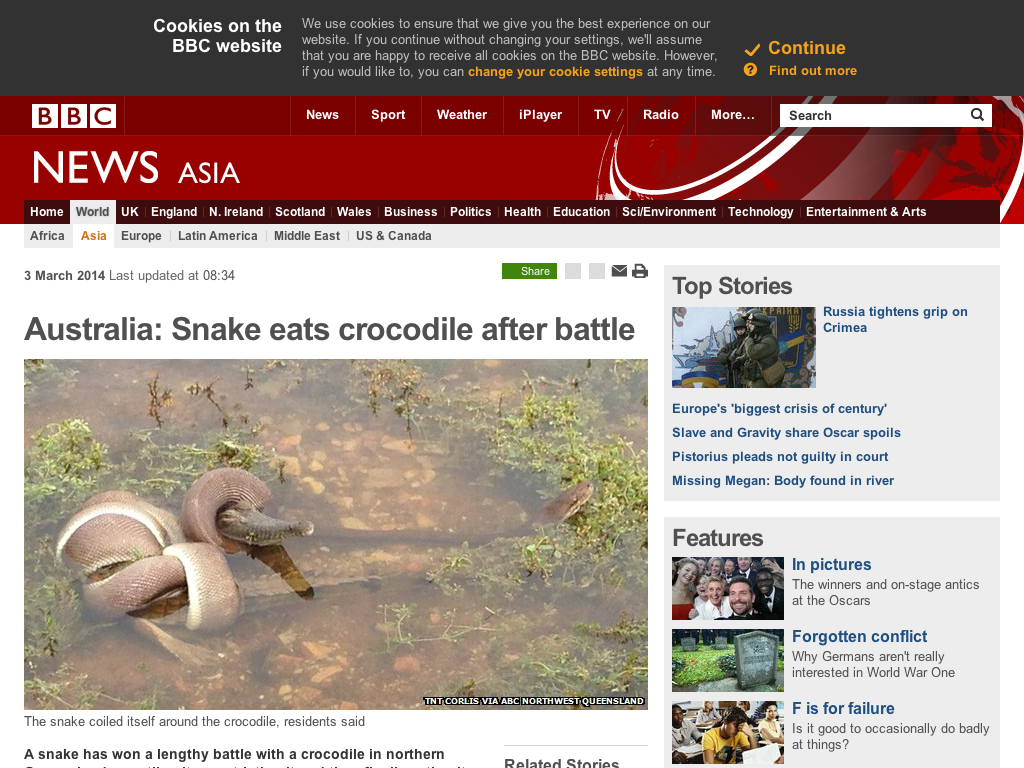 Cookies on the
BBC website
We use cookies to ensure that we give you the best experience on our
website. If you continue without changing your settings, we'll assume
that you are happy to receive all cookies on the BBC website. However,
if you would like to, you can change your cookie settings at any time.
Continue
Find out more
BBC
News
Sport
Weather
iPlayer
TV
Radio
More…
Search
NEWS ASIA
Home World UK England N. Ireland Scotland Wales Business Politics Health Education Sci/Environment Technology Entertainment & Arts
Africa Asia Europe Latin America Middle East US & Canada
3 March 2014 Last updated at 08:34
Share
Australia: Snake eats crocodile after battle
TNT CORLIS VIA ABC NORTHWEST QUEENSLAND
The snake coiled itself around the crocodile, residents said
A snake has won a lengthy battle with a crocodile in northern
Related Stories
Top Stories
Russia tightens grip on
Crimea
Europe's 'biggest crisis of century'
Slave and Gravity share Oscar spoils
Pistorius pleads not guilty in court
Missing Megan: Body found in river
Features
In pictures
The winners and on-stage antics
at the Oscars
Forgotten conflict
Why Germans aren't really
interested in World War One
F is for failure
Is it good to occasionally do badly
at things?